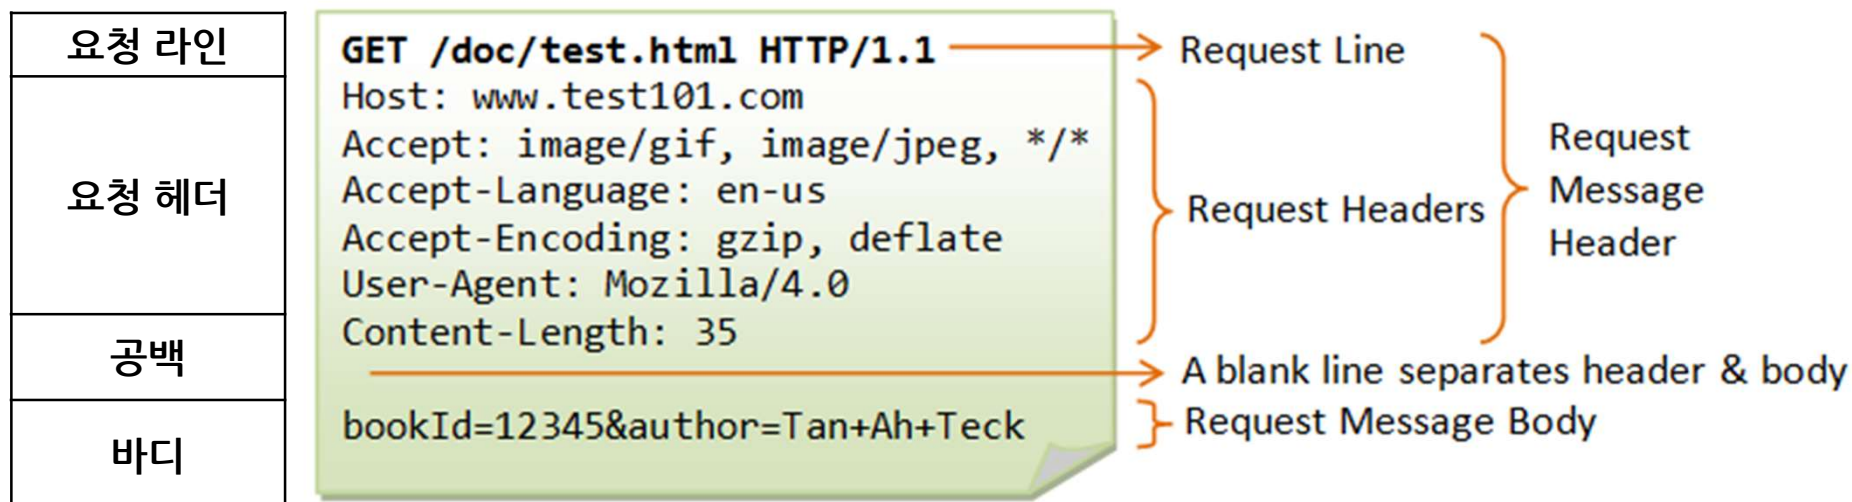 요청 라인
요청 헤더
공백
바디
GET /doc/test.html HTTP/1.1
Host: www.test101.com
Accept: image/gif, image/jpeg, */*
Accept-Language: en-us
Accept-Encoding: gzip, deflate
User-Agent: Mozilla/4.0
Content-Length: 35
bookId=12345&author=Tan+Ah+Teck
Request Line
Request Headers
Request
Message
Header
A blank line separates header & body
Request Message Body